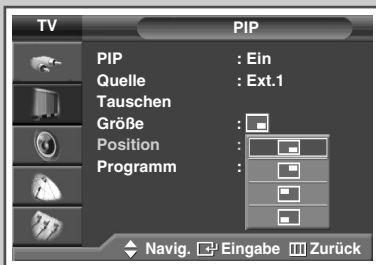 TV PIP
PIP : Ein
Quelle : Ext.1
Tauschen
Größe :
Position :
Programm :
Navig. Eingabe Zurück